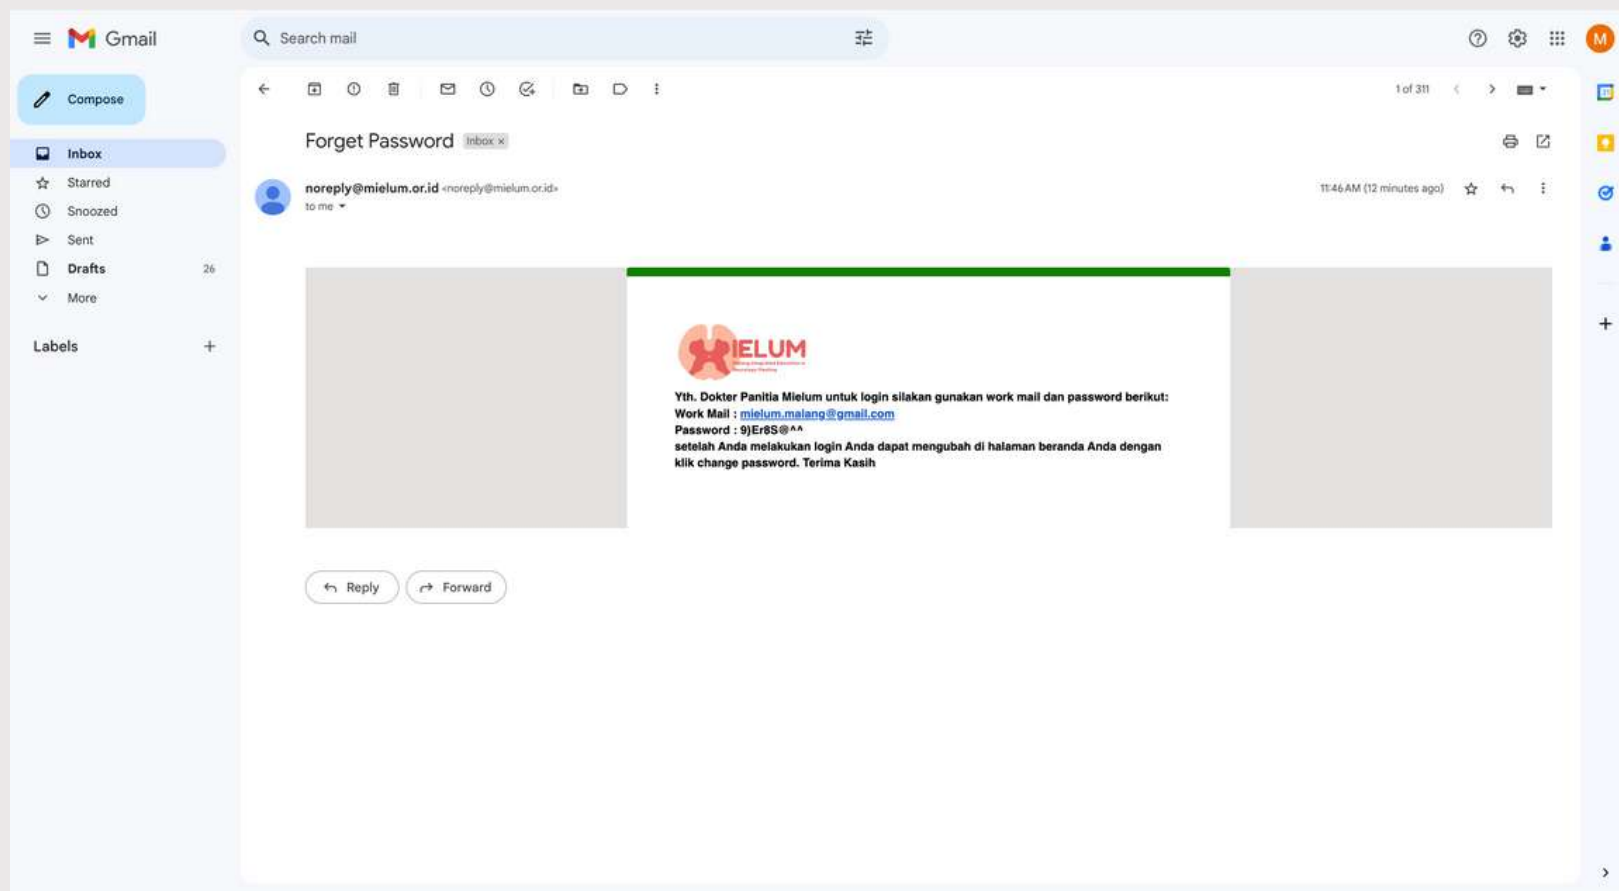 Gmail
Search mail
M
Compose
1 of 311
Inbox
Starred
Snoozed
Sent
Drafts 26
More
Labels
Forget Password Inbox x
noreply@mielum.or.id <noreply@mielum.or.id> 11:46 AM (12 minutes ago)
to me
MIELUM
Yth. Dokter Panitia Mielum untuk login silakan gunakan work mail dan password berikut:
Work Mail : mielum.malang@gmail.com
Password : 9)Er8S@^^
setelah Anda melakukan login Anda dapat mengubah di halaman beranda Anda dengan
klik change password. Terima Kasih
Reply Forward